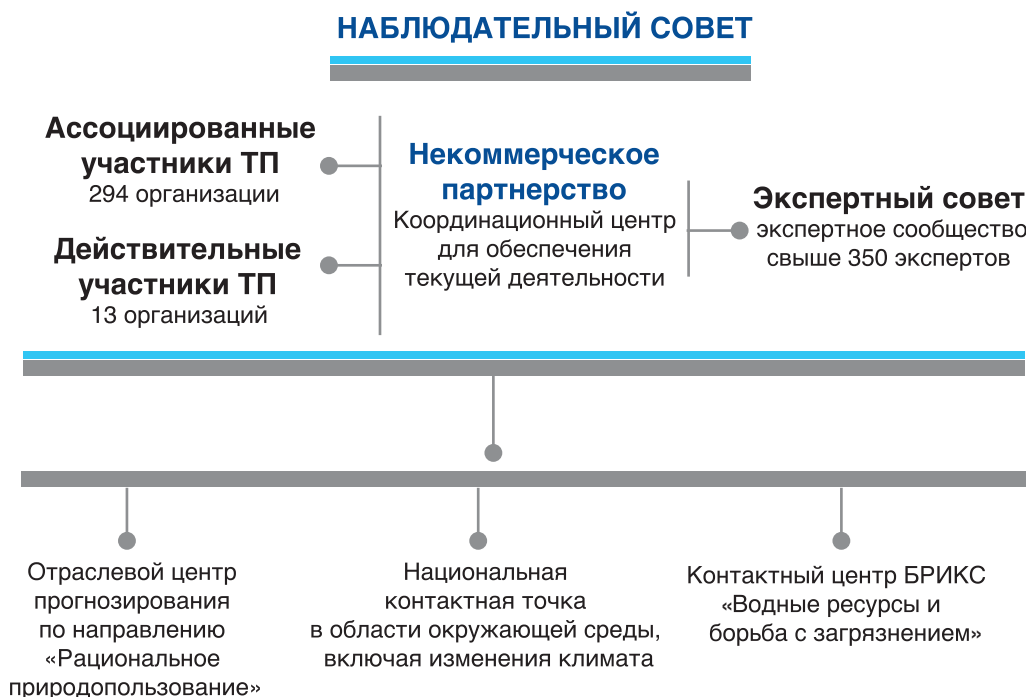 НАБЛЮДАТЕЛЬНЫЙ СОВЕТ
Ассоциированные
участники ТП
294 организации
Действительные
участники ТП
13 организаций
Некоммерческое
партнерство
Координационный центр
для обеспечения
текущей деятельности
Экспертный совет
экспертное сообщество
свыше 350 экспертов
Отраслевой центр
прогнозирования
по направлению
«Рациональное
природопользование»
Национальная
контактная точка
в области окружающей среды,
включая изменения климата
Контактный центр БРИКС
«Водные ресурсы и
борьба с загрязнением»